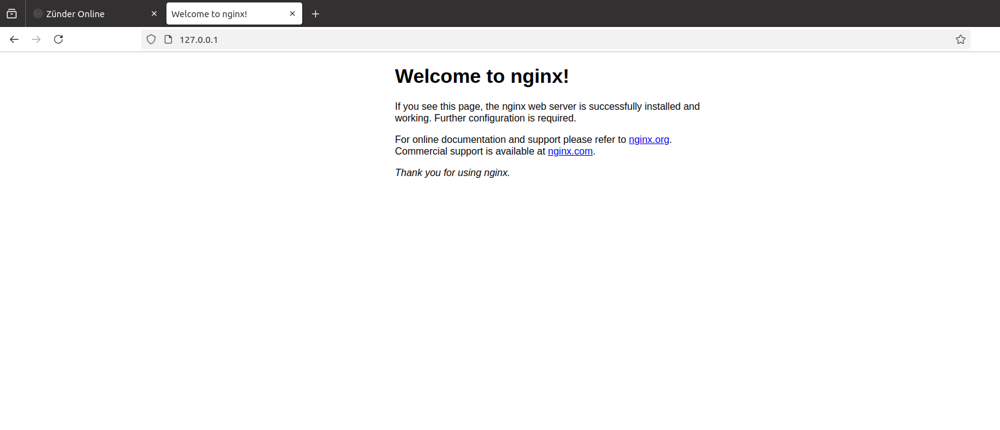 Zünder Online
Welcome to nginx!
127.0.0.1
Welcome to nginx!
If you see this page, the nginx web server is successfully installed and
working. Further configuration is required.
For online documentation and support please refer to nginx.org.
Commercial support is available at nginx.com.
Thank you for using nginx.